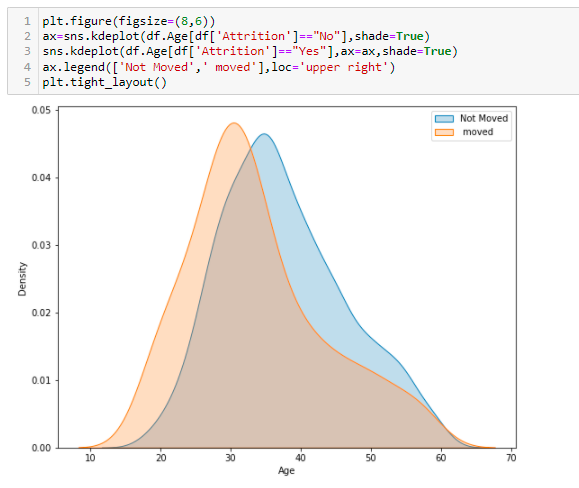 1 plt.figure(figsize=(8,6))
2 ax=sns.kdeplot(df.Age[df['Attrition']=="No"],shade=True)
3 sns.kdeplot(df.Age[df['Attrition']=="Yes"],ax=ax,shade=True)
4 ax.legend(['Not Moved',' moved'],loc='upper right')
5 plt.tight_layout()
Not Moved
moved
0.05
0.04
0.03
0.02
0.01
0.00
Density
10 20 30 40 50 60 70
Age